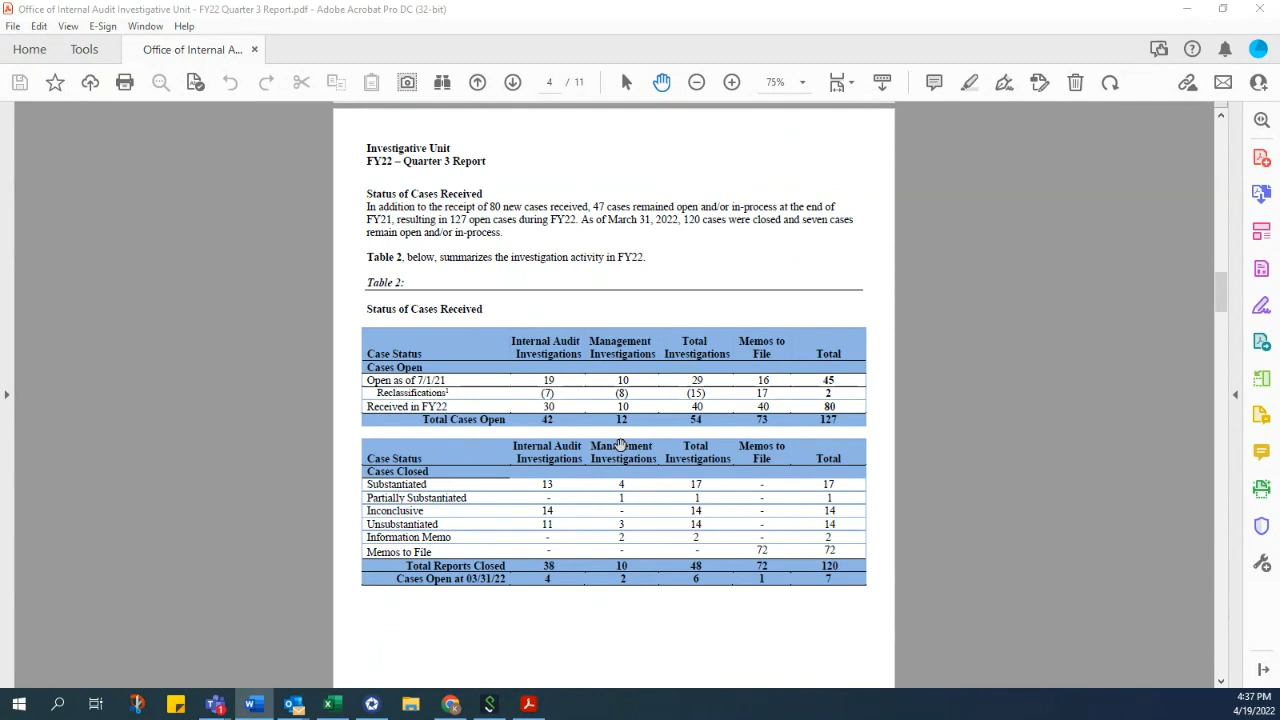 Office of Internal Audit Investigative Unit - FY22 Quarter 3 Report.pdf - Adobe Acrobat Pro DC (32-bit)
File Edit View E-Sign Window Help
Home Tools Office of Internal A... ×
4 / 11 75%
Investigative Unit
FY22 – Quarter 3 Report
Status of Cases Received
In addition to the receipt of 80 new cases received, 47 cases remained open and/or in-process at the end of
FY21, resulting in 127 open cases during FY22. As of March 31, 2022, 120 cases were closed and seven cases
remain open and/or in-process.
Table 2, below, summarizes the investigation activity in FY22.
Table 2:
Status of Cases Received
Internal Audit Management Total Memos to
Case Status Investigations Investigations Investigations File Total
Cases Open
Open as of 7/1/21 19 10 29 16 45
Reclassifications¹ (7) (8) (15) 17 2
Received in FY22 30 10 40 40 80
Total Cases Open 42 12 54 73 127
Internal Audit Management Total Memos to
Case Status Investigations Investigations Investigations File Total
Cases Closed
Substantiated 13 4 17 - 17
Partially Substantiated - 1 1 - 1
Inconclusive 14 - 14 - 14
Unsubstantiated 11 3 14 - 14
Information Memo - 2 2 - 2
Memos to File - - - 72 72
Total Reports Closed 38 10 48 72 120
Cases Open at 03/31/22 4 2 6 1 7
4:37 PM
4/19/2022